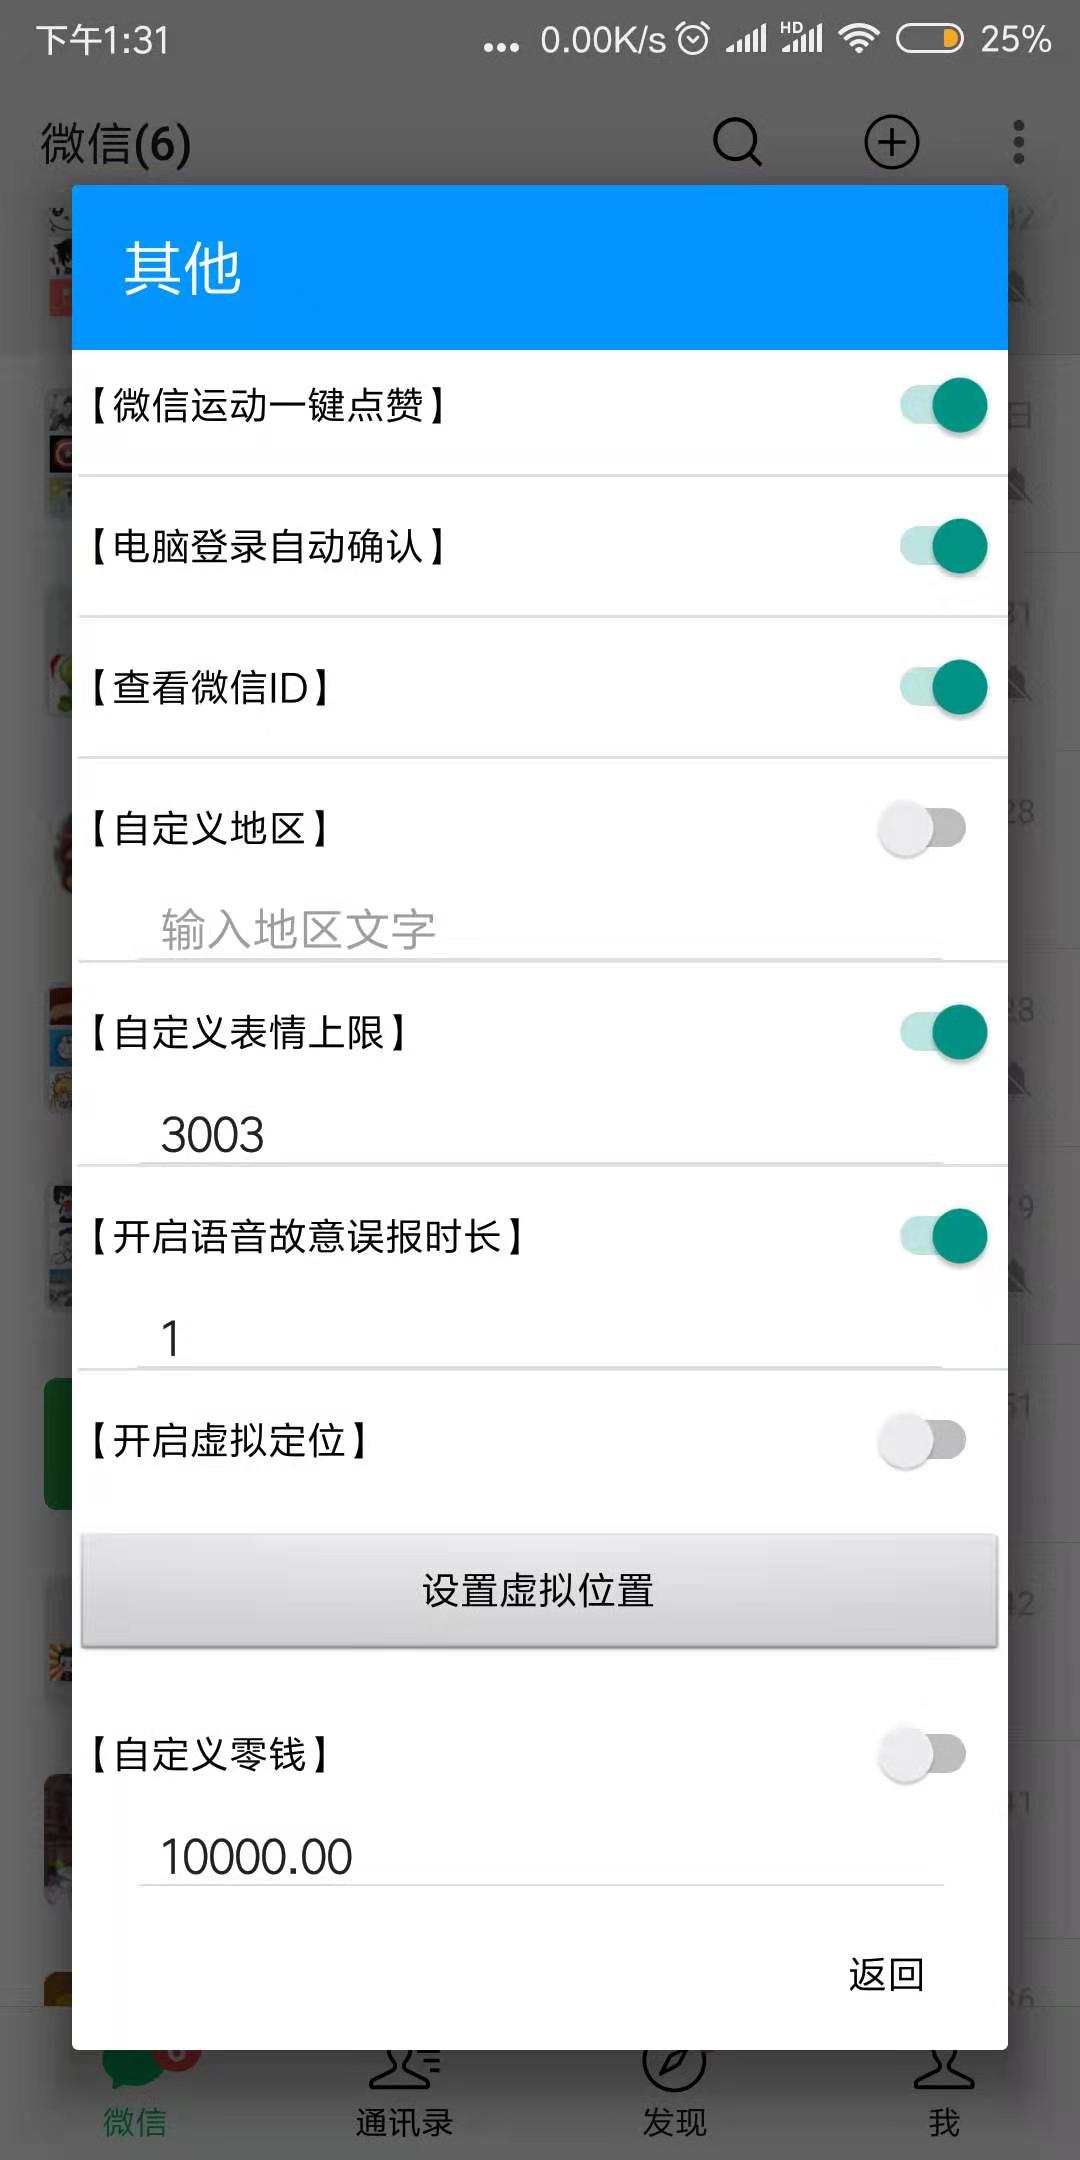 下午1:31
... 0.00K/s HD 25%
微信(6)
其他
【微信运动一键点赞】
【电脑登录自动确认】
【查看微信ID】
【自定义地区】
输入地区文字
【自定义表情上限】
3003
【开启语音故意误报时长】
1
【开启虚拟定位】
设置虚拟位置
【自定义零钱】
10000.00
返回
微信
通讯录
发现
我